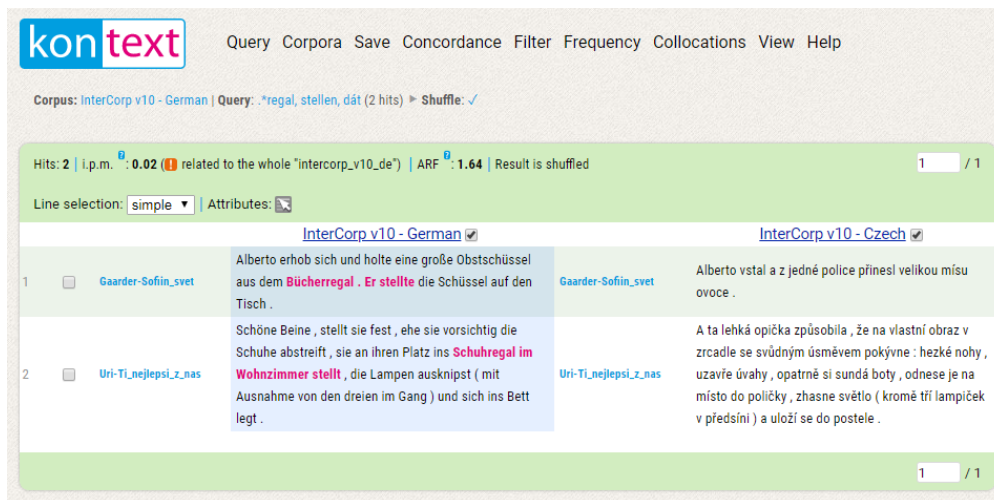 kontext
Query Corpora Save Concordance Filter Frequency Collocations View Help
Corpus: InterCorp v10 - German | Query: .*regal, stellen, dát (2 hits) ▶ Shuffle: ✓
Hits: 2 | i.p.m. ?: 0.02 (! related to the whole "intercorp_v10_de") | ARF ?: 1.64 | Result is shuffled
1 / 1
Line selection: simple ▼ | Attributes:
InterCorp v10 - German
InterCorp v10 - Czech
1
Gaarder-Sofiin_svet
Alberto erhob sich und holte eine große Obstschüssel
aus dem Bücherregal . Er stellte die Schüssel auf den
Tisch .
Gaarder-Sofiin_svet
Alberto vstal a z jedné police přinesl velikou mísu
ovoce .
2
Uri-Ti_nejlepsi_z_nas
Schöne Beine , stellt sie fest , ehe sie vorsichtig die
Schuhe abstreift , sie an ihren Platz ins Schuhregal im
Wohnzimmer stellt , die Lampen ausknipst ( mit
Ausnahme von den dreien im Gang ) und sich ins Bett
legt .
Uri-Ti_nejlepsi_z_nas
A ta lehká opička způsobila , že na vlastní obraz v
zrcadle se svůdným úsměvem pokývne : hezké nohy ,
uzavře úvahy , opatrně si sundá boty , odnese je na
místo do poličky , zhasne světlo ( kromě tří lampiček
v předsíni ) a uloží se do postele .
1 / 1